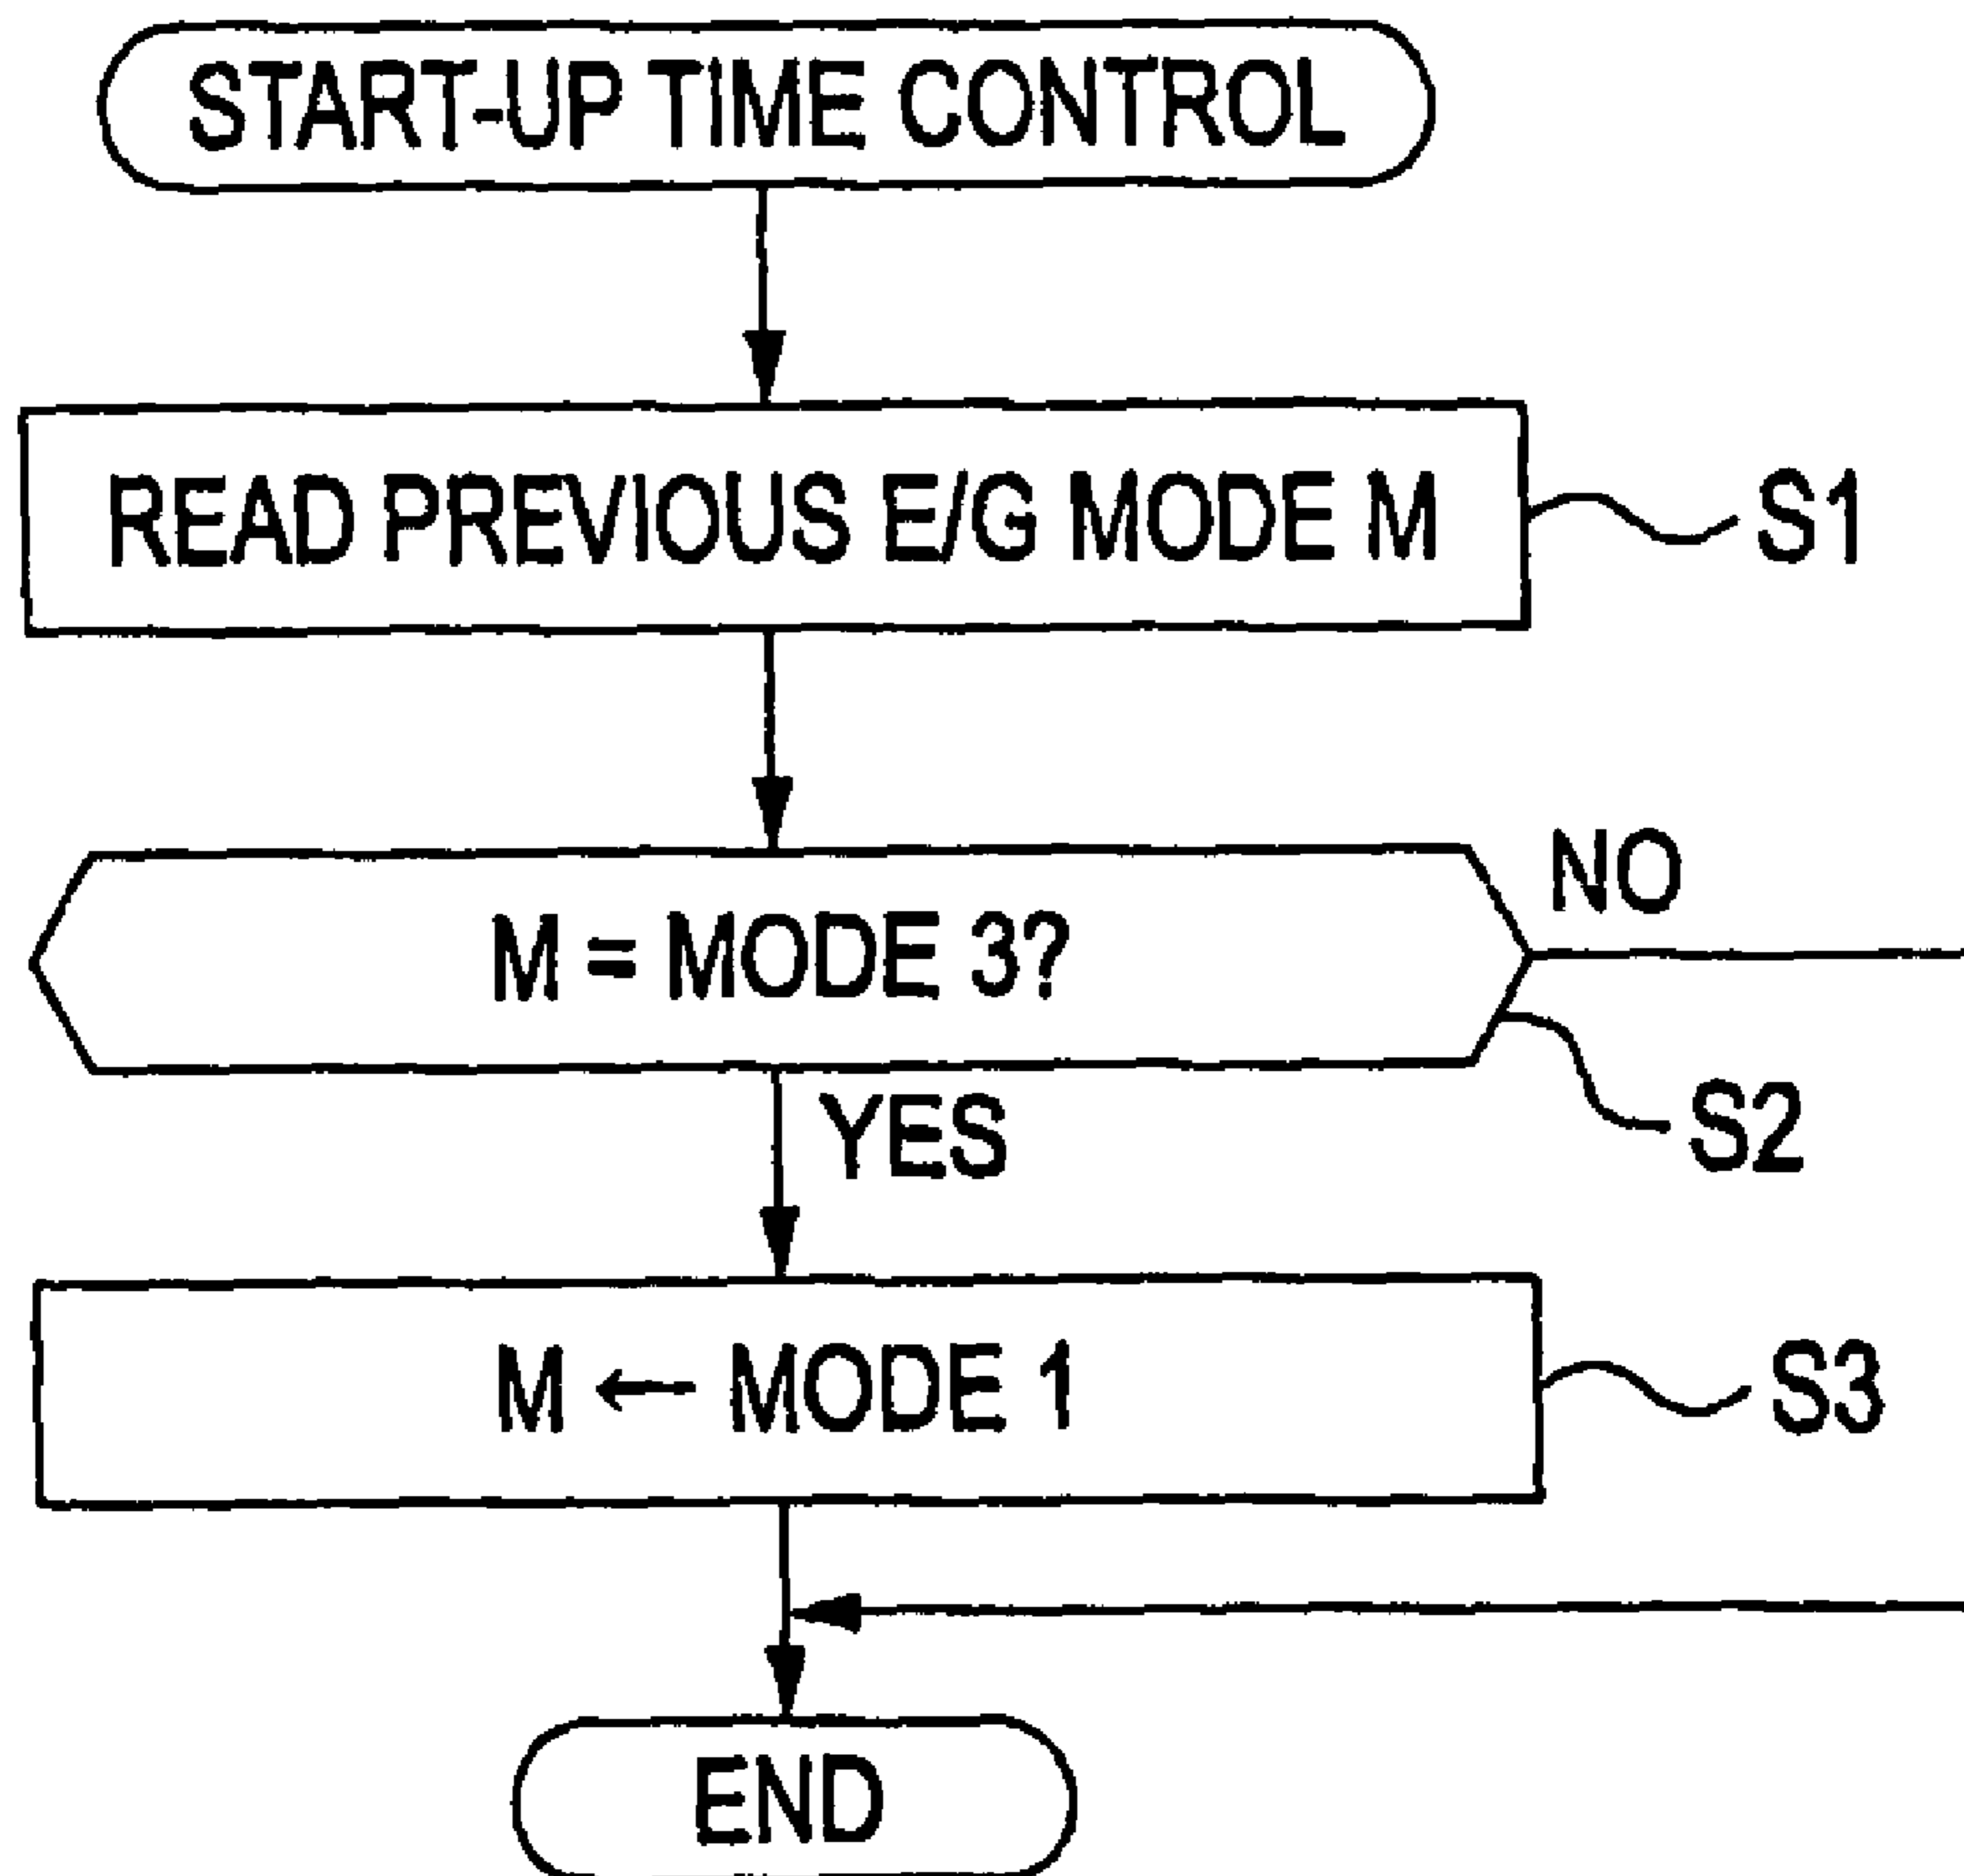 START-UP TIME CONTROL
READ PREVIOUS E/G MODE M
S1
M = MODE 3?
NO
S2
YES
M ← MODE 1
S3
END